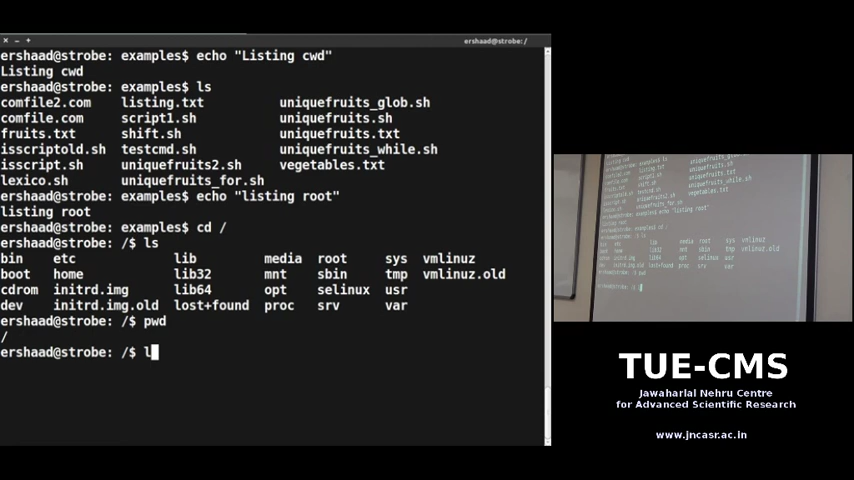 ershaad@strobe: /
ershaad@strobe: examples$ echo "Listing cwd"
Listing cwd
ershaad@strobe: examples$ ls
comfile2.com listing.txt uniquefruits_glob.sh
comfile.com script1.sh uniquefruits.sh
fruits.txt shift.sh uniquefruits.txt
isscriptold.sh testcmd.sh uniquefruits_while.sh
isscript.sh uniquefruits2.sh vegetables.txt
lexico.sh uniquefruits_for.sh
ershaad@strobe: examples$ echo "listing root"
listing root
ershaad@strobe: examples$ cd /
ershaad@strobe: /$ ls
bin etc lib media root sys vmlinuz
boot home lib32 mnt sbin tmp vmlinuz.old
cdrom initrd.img lib64 opt selinux usr
dev initrd.img.old lost+found proc srv var
ershaad@strobe: /$ pwd
/
ershaad@strobe: /$ l
TUE-CMS
Jawaharlal Nehru Centre
for Advanced Scientific Research
www.jncasr.ac.in